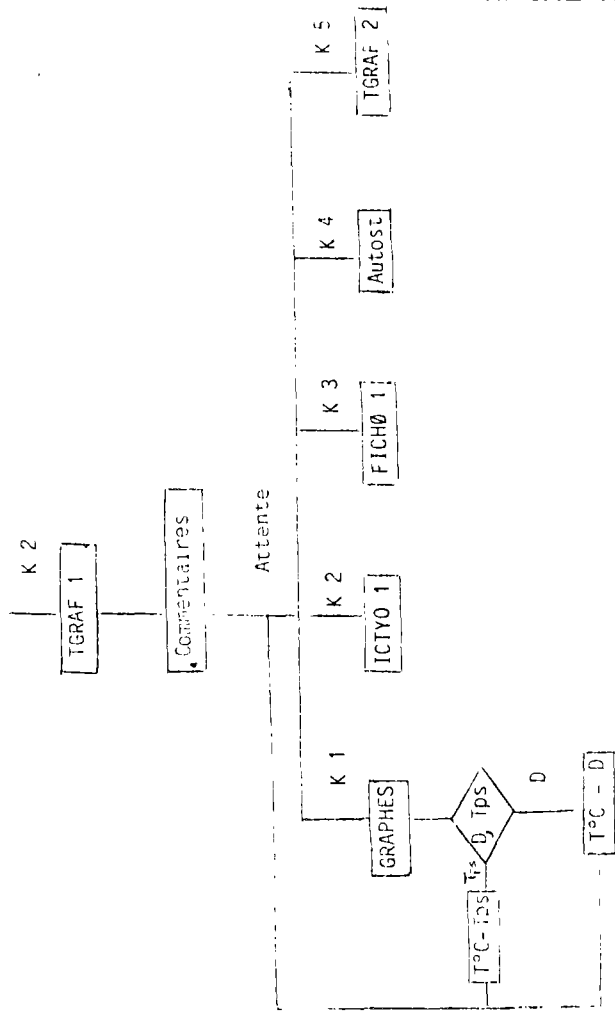 K 2
TGRAF 1
Commentaires
Attente
K 1
K 2
K 3
K 4
K 5
GRAPHES
ICTYO 1
FICHØ 1
Autost
TGRAF 2
D, Tps
Tps
D
T°C-Tps
T°C - D